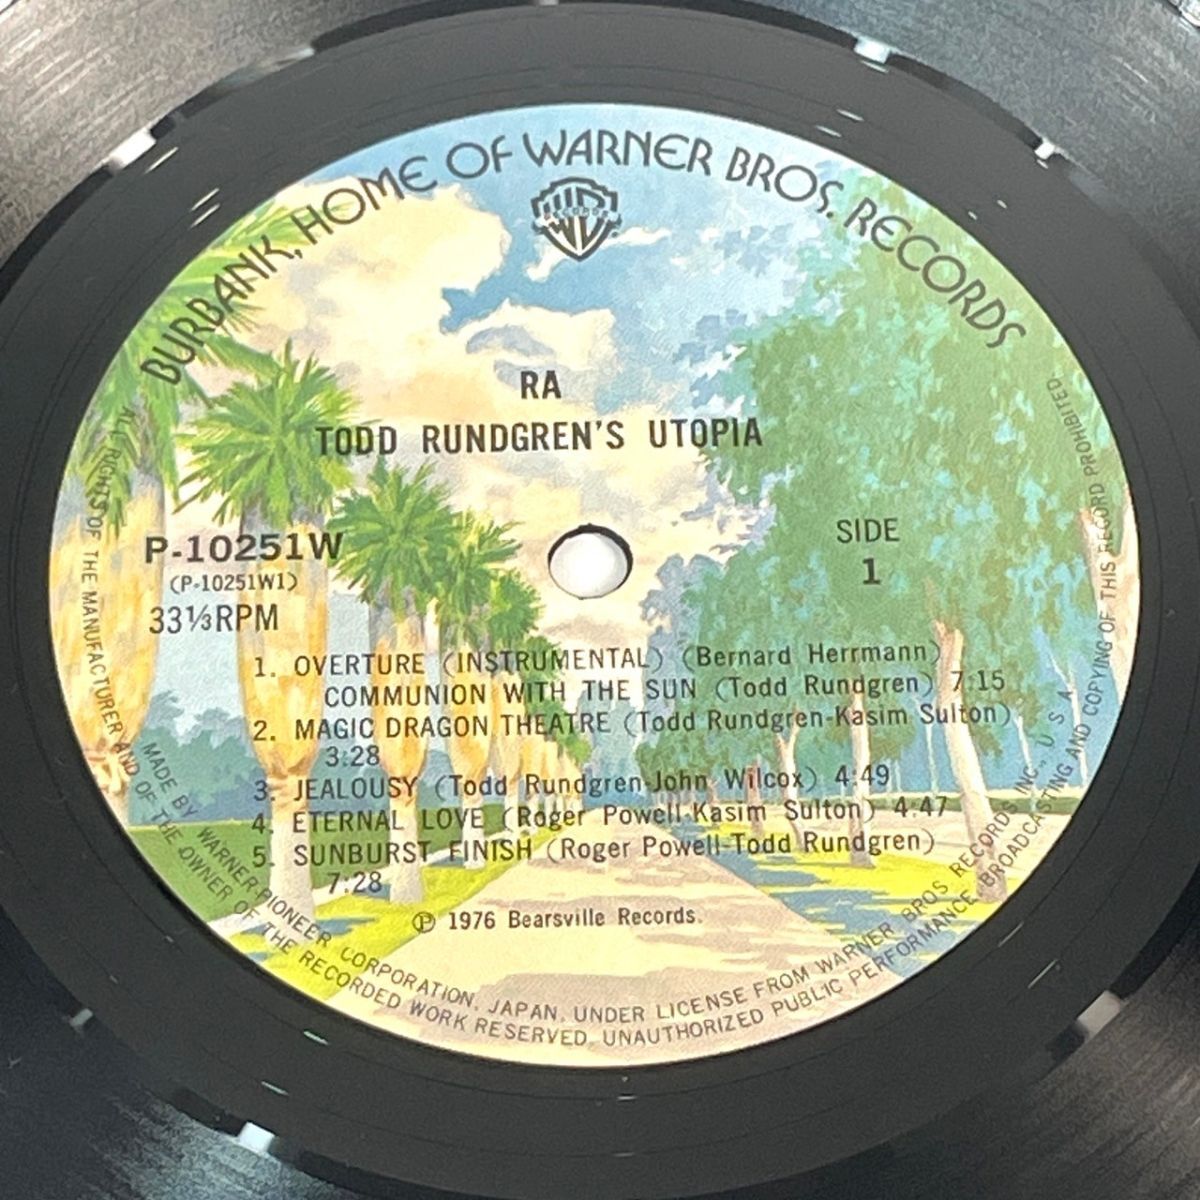 BURBANK, HOME OF WARNER BROS. RECORDS
RECORDS
RA
TODD RUNDGREN'S UTOPIA
P-10251W
(P-10251W1)
33⅓RPM
SIDE
1
1. OVERTURE (INSTRUMENTAL) (Bernard Herrmann)
COMMUNION WITH THE SUN (Todd Rundgren) 7:15
2. MAGIC DRAGON THEATRE (Todd Rundgren-Kasim Sulton)
3:28
3. JEALOUSY (Todd Rundgren-John Wilcox) 4:49
4. ETERNAL LOVE (Roger Powell-Kasim Sulton) 4:47
5. SUNBURST FINISH (Roger Powell-Todd Rundgren)
7:28
Ⓟ 1976 Bearsville Records.
MADE BY WARNER-PIONEER CORPORATION, JAPAN, UNDER LICENSE FROM WARNER BROS RECORDS INC., U.S.A.
ALL RIGHTS OF THE MANUFACTURER AND OF THE OWNER OF THE RECORDED WORK RESERVED. UNAUTHORIZED PUBLIC PERFORMANCE, BROADCASTING AND COPYING OF THIS RECORD PROHIBITED